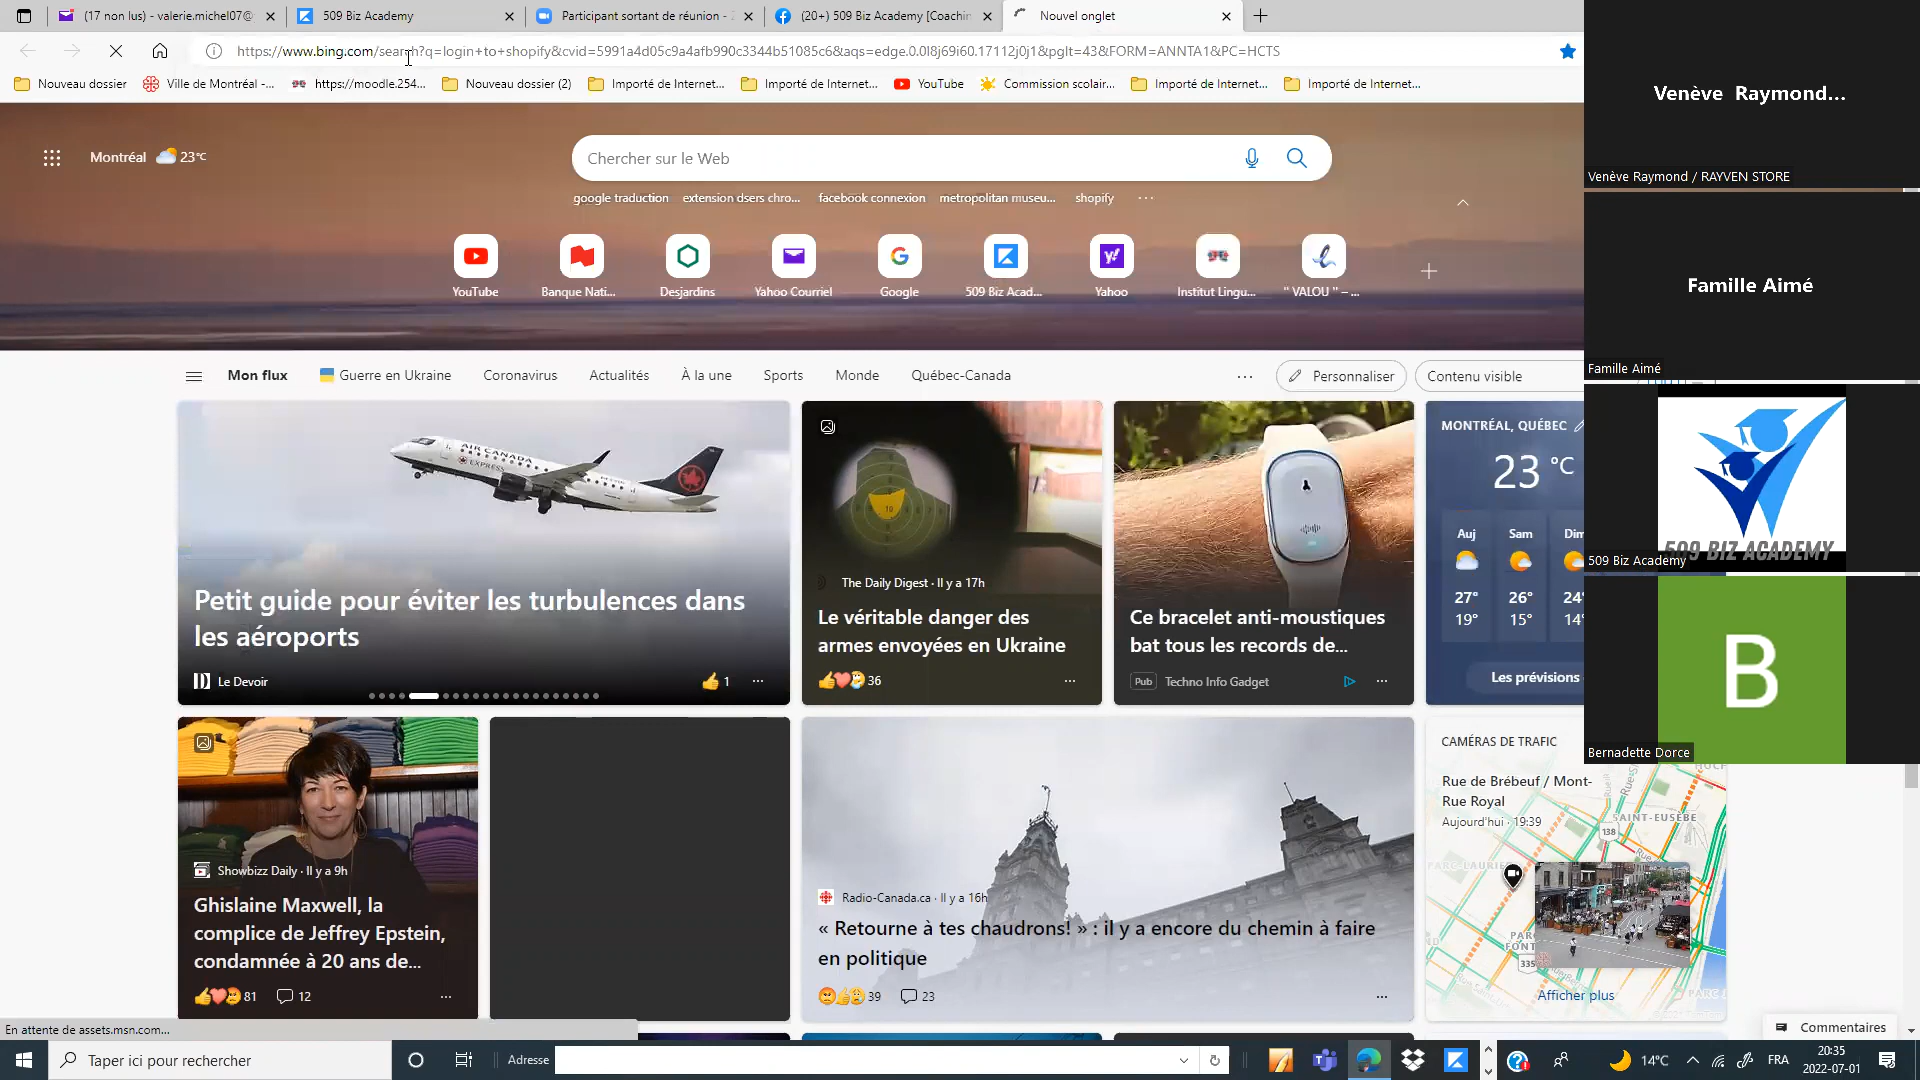 (17 non lus) - valerie.michel07@
509 Biz Academy
Participant sortant de réunion -
(20+) 509 Biz Academy [Coachin
Nouvel onglet
https://www.bing.com/search?q=login+to+shopify&cvid=5991a4d05c9a4afb990c3344b51085c6&aqs=edge.0.0l8j69i60.17112j0j1&pglt=43&FORM=ANNTA1&PC=HCTS
Nouveau dossier
Ville de Montréal -...
https://moodle.254...
Nouveau dossier (2)
Importé de Internet...
Importé de Internet...
YouTube
Commission scolair...
Importé de Internet...
Importé de Internet...
Montréal
23°C
Chercher sur le Web
google traduction
extension dsers chro...
facebook connexion
metropolitan museu...
shopify
YouTube
Banque Nati...
Desjardins
Yahoo Courriel
Google
509 Biz Acad...
Yahoo
Institut Lingu...
" VALOU " – ...
Mon flux
Guerre en Ukraine
Coronavirus
Actualités
À la une
Sports
Monde
Québec-Canada
Personnaliser
Contenu visible
AIR CANADA
EXPRESS
Petit guide pour éviter les turbulences dans
les aéroports
Le Devoir
1
The Daily Digest · Il y a 17h
Le véritable danger des
armes envoyées en Ukraine
36
Ce bracelet anti-moustiques
bat tous les records de...
Pub
Techno Info Gadget
MONTRÉAL, QUÉBEC
23 °C
Auj
Sam
Dim
27°
26°
24°
19°
15°
14°
Les prévisions
Showbizz Daily · Il y a 9h
Ghislaine Maxwell, la
complice de Jeffrey Epstein,
condamnée à 20 ans de...
81
12
Radio-Canada.ca · Il y a 16h
« Retourne à tes chaudrons! » : il y a encore du chemin à faire
en politique
39
23
CAMÉRAS DE TRAFIC
Rue de Brébeuf / Mont-
Rue Royal
Aujourd'hui · 19:39
SAINT-EUSÈBE
138
335
Afficher plus
Commentaires
Venève Raymond...
Venève Raymond / RAYVEN STORE
Famille Aimé
Famille Aimé
509 BIZ ACADEMY
509 Biz Academy
B
Bernadette Dorce
En attente de assets.msn.com...
Taper ici pour rechercher
Adresse
14°C
FRA
20:35
2022-07-01